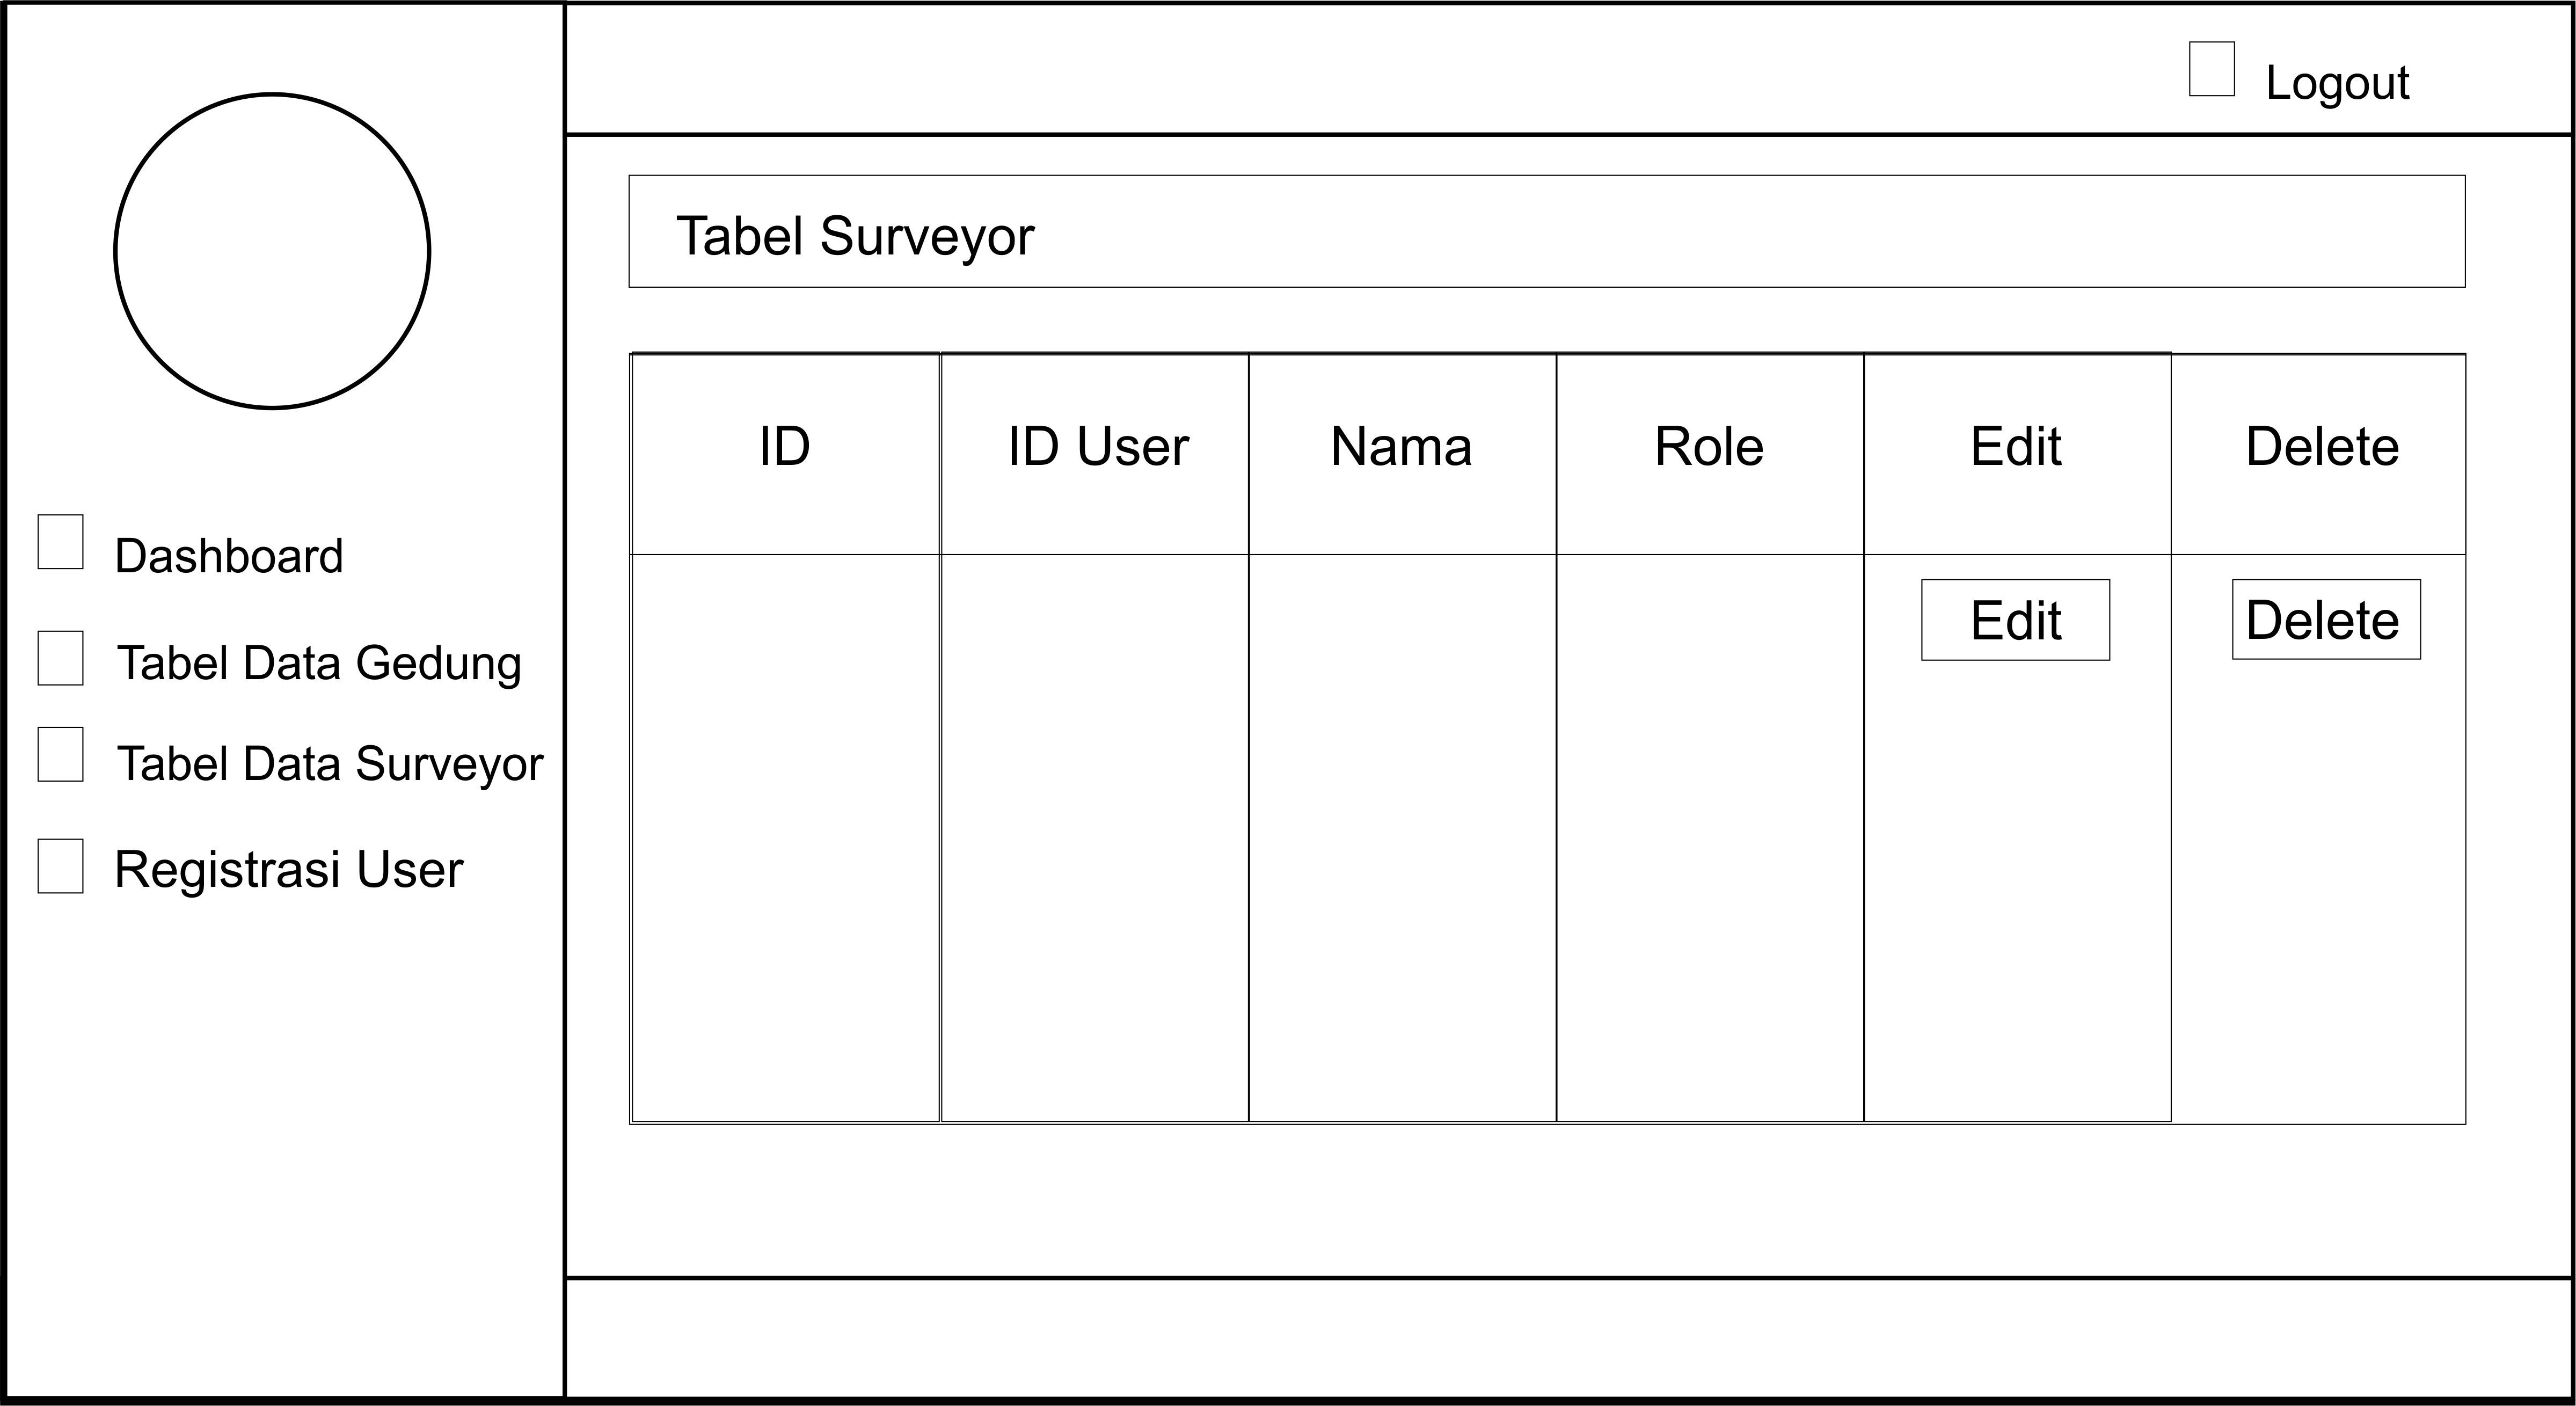 Logout
Dashboard
Tabel Data Gedung
Tabel Data Surveyor
Registrasi User
Tabel Surveyor
ID ID User Nama Role Edit Delete
Edit Delete